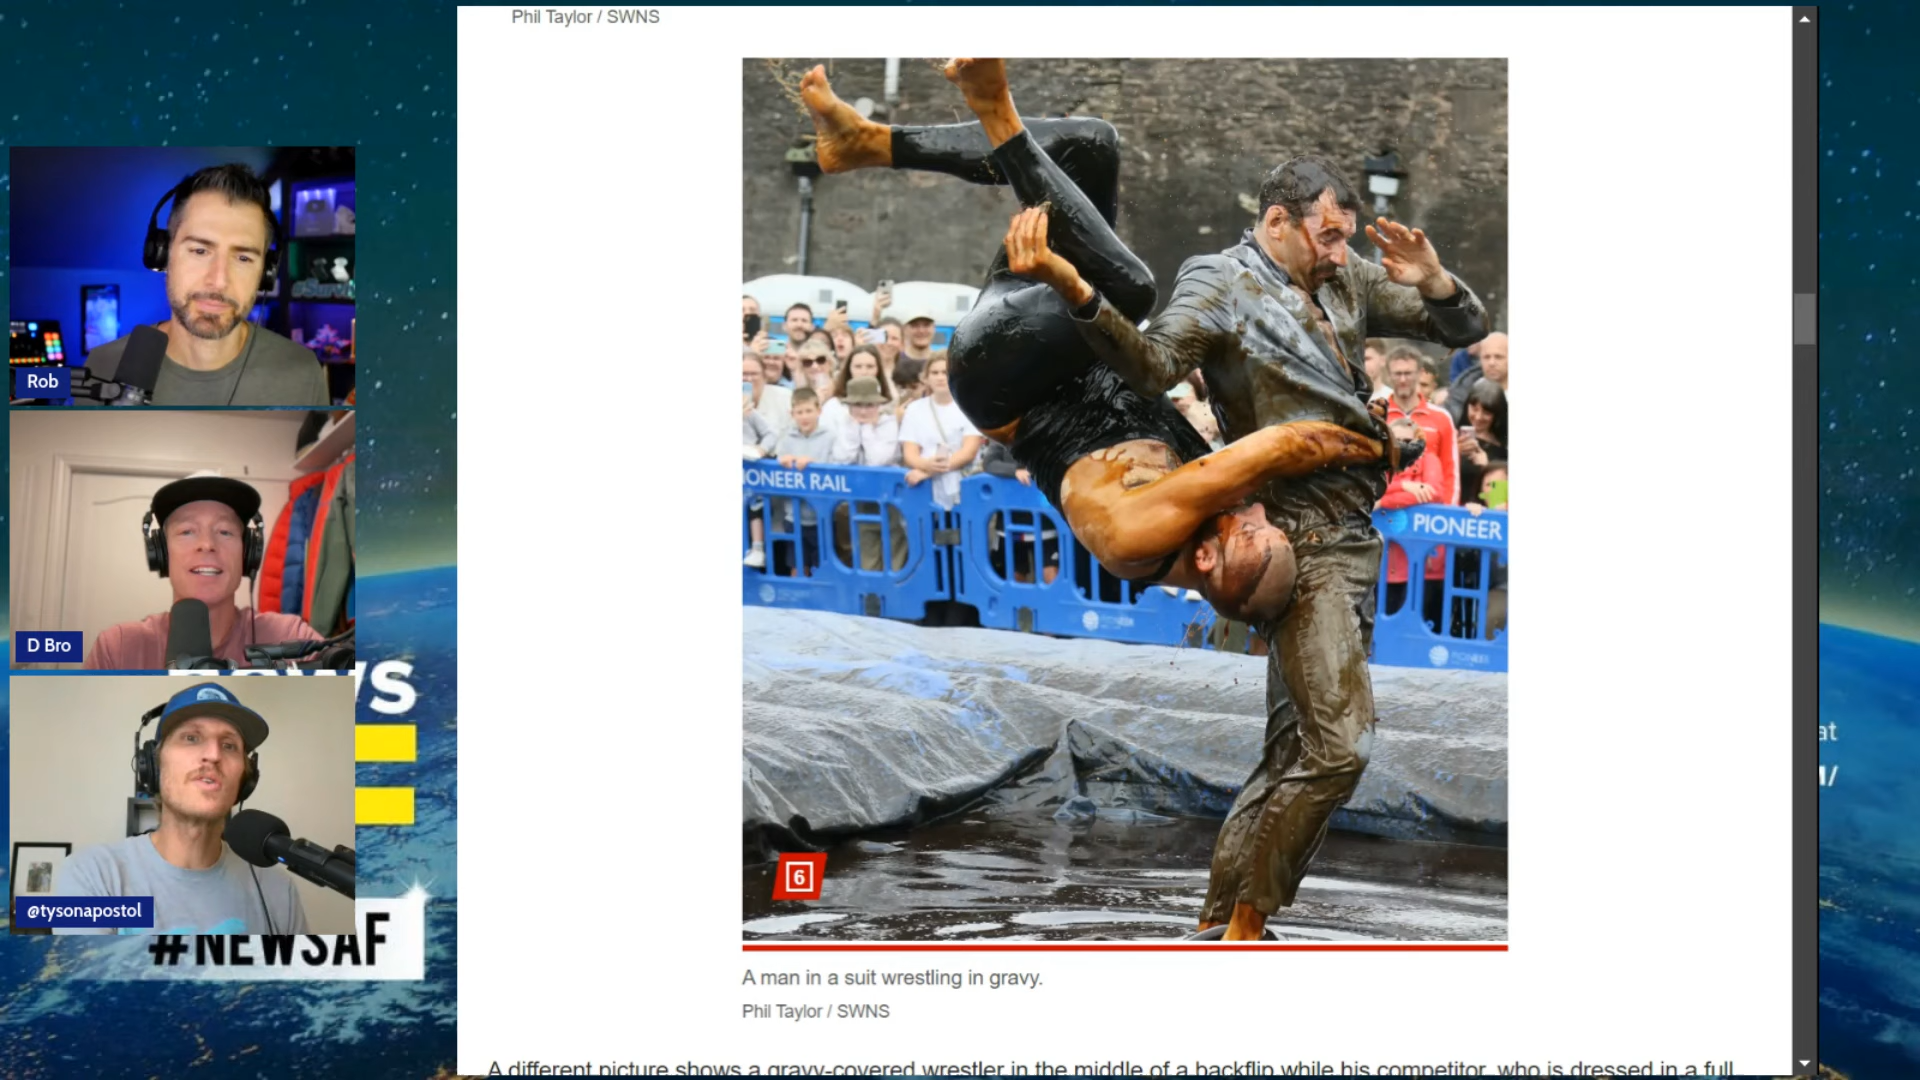 Phil Taylor / SWNS
IONEER RAIL
PIONEER
6
Rob
D Bro
@tysonapostol
#NEWSAF
at
A man in a suit wrestling in gravy.
Phil Taylor / SWNS
A different picture shows a gravy-covered wrestler in the middle of a backflip while his competitor, who is dressed in a full